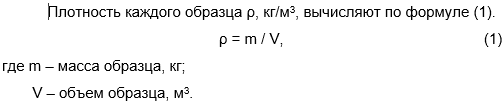 Плотность каждого образца ρ, кг/м³, вычисляют по формуле (1).
ρ = m / V, (1)
где m – масса образца, кг;
V – объем образца, м³.